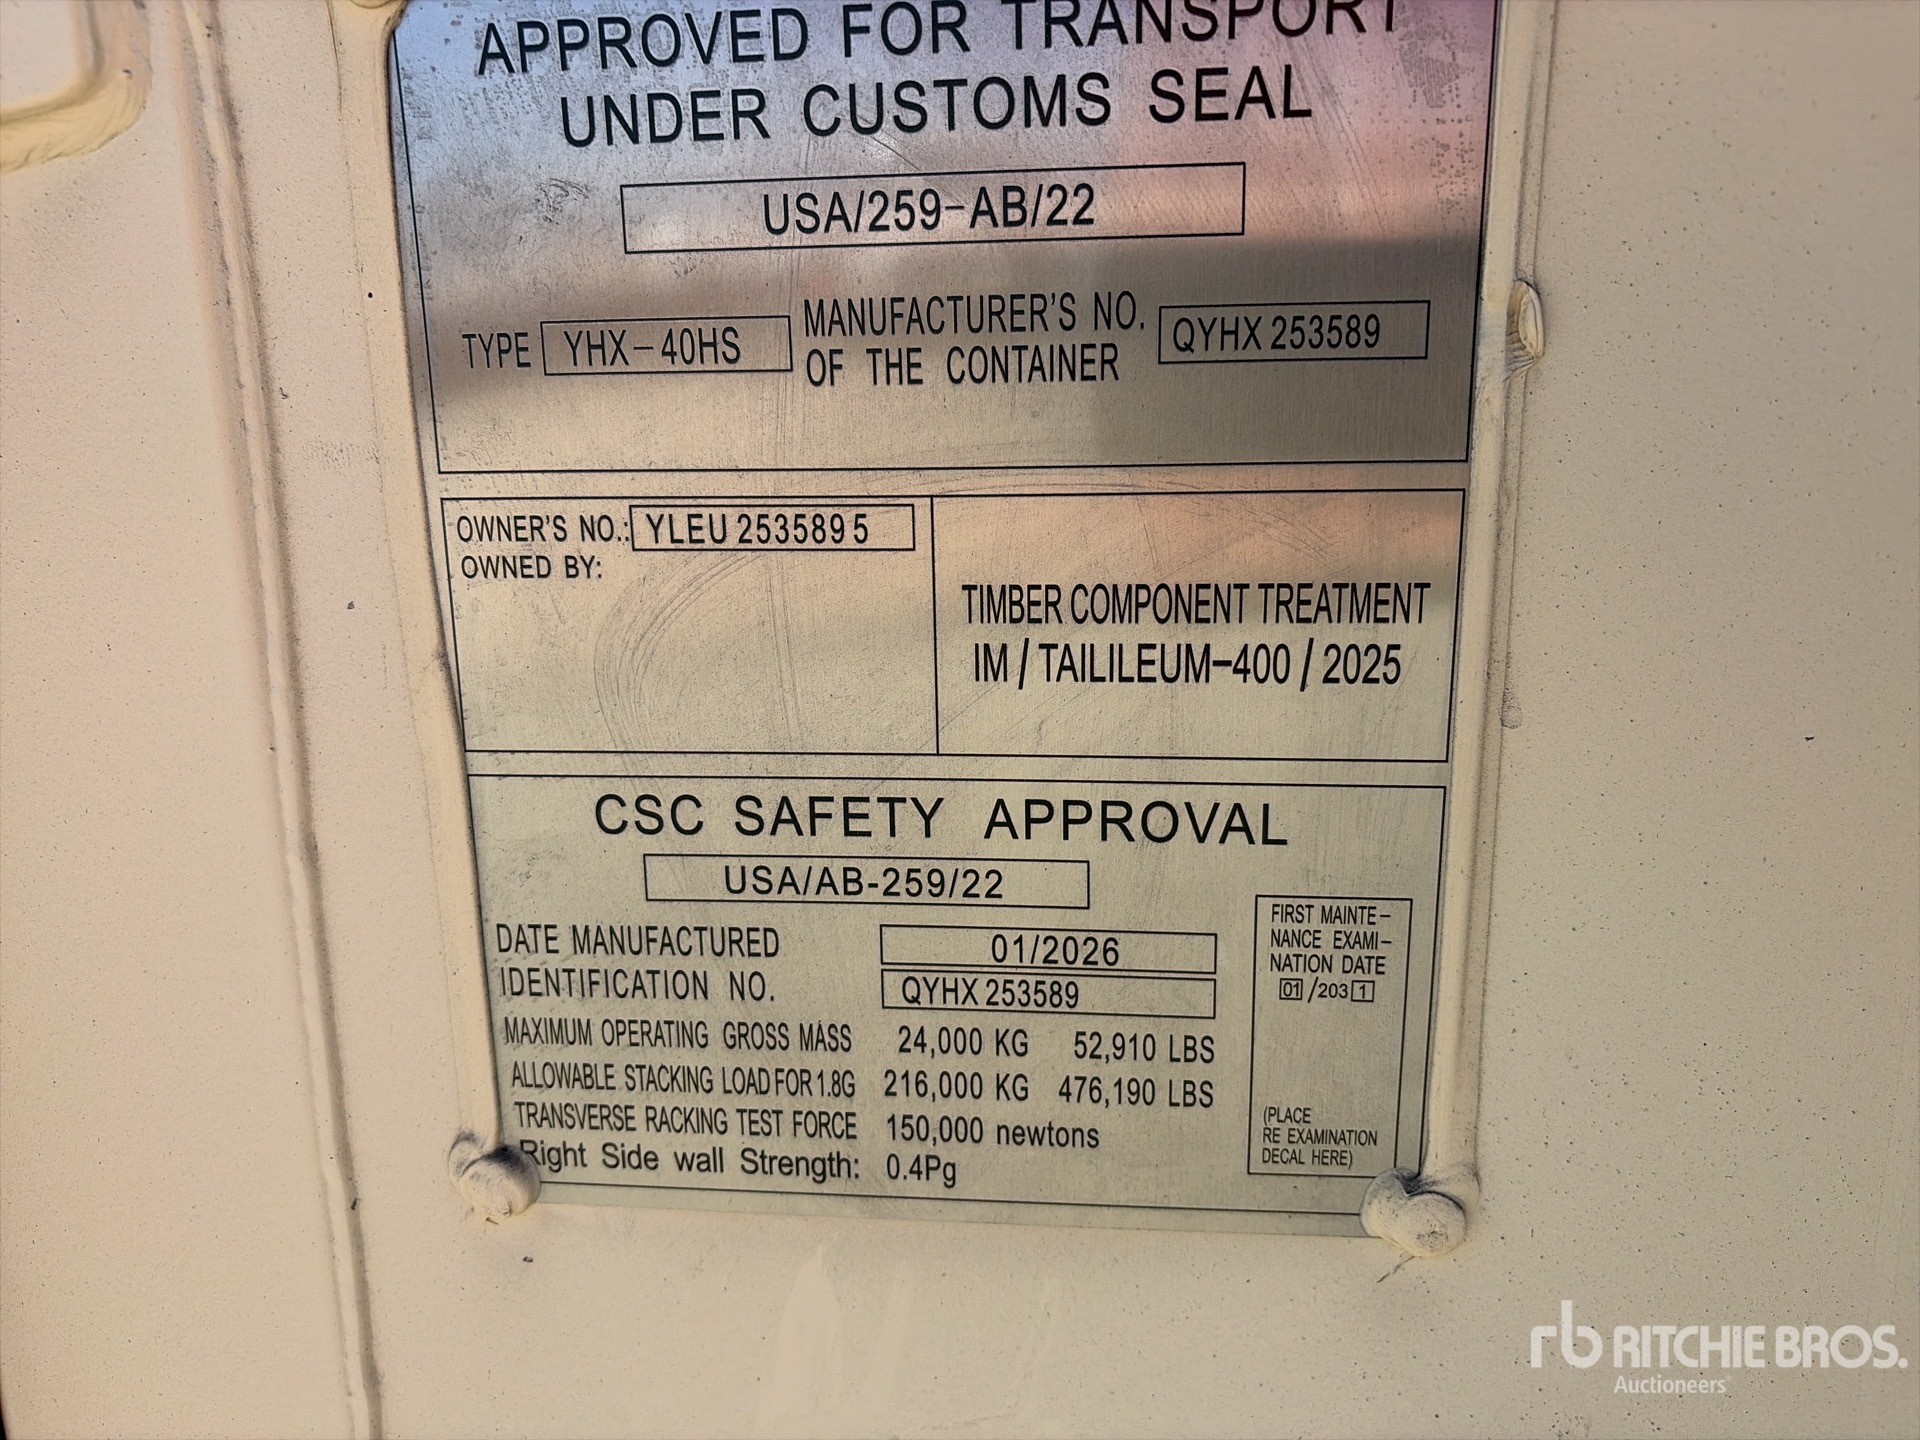 APPROVED FOR TRANSPORT
UNDER CUSTOMS SEAL
USA/259-AB/22
TYPE YHX-40HS
MANUFACTURER'S NO.
OF THE CONTAINER
QYHX 253589
OWNER'S NO.: YLEU 253589 5
OWNED BY:
TIMBER COMPONENT TREATMENT
IM / TAILILEUM-400 / 2025
CSC SAFETY APPROVAL
USA/AB-259/22
DATE MANUFACTURED 01/2026
IDENTIFICATION NO. QYHX 253589
MAXIMUM OPERATING GROSS MASS 24,000 KG 52,910 LBS
ALLOWABLE STACKING LOAD FOR 1.8G 216,000 KG 476,190 LBS
TRANSVERSE RACKING TEST FORCE 150,000 newtons
Right Side wall Strength: 0.4Pg
FIRST MAINTE-
NANCE EXAMI-
NATION DATE
01/2031
(PLACE
RE EXAMINATION
DECAL HERE)
rb RITCHIE BROS.
Auctioneers